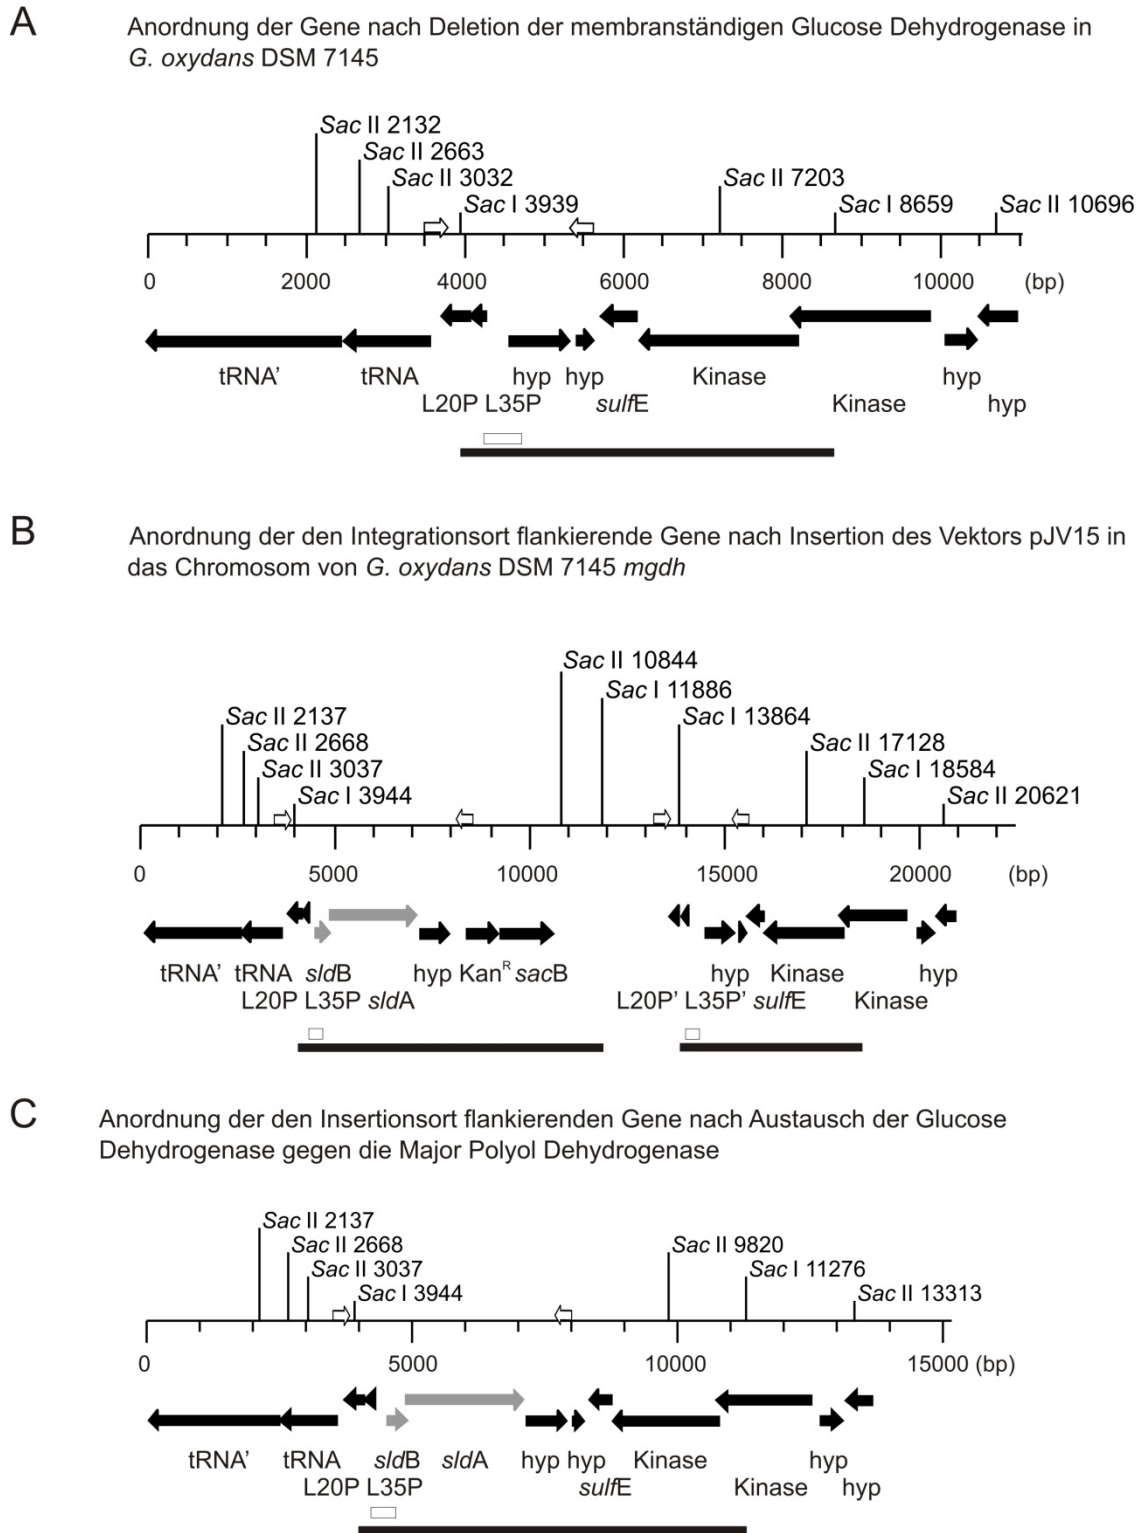 A
Anordnung der Gene nach Deletion der membranständigen Glucose Dehydrogenase in
G. oxydans DSM 7145
Sac II 2132
Sac II 2663
Sac II 3032
Sac I 3939
Sac II 7203
Sac I 8659
Sac II 10696
0 2000 4000 6000 8000 10000 (bp)
tRNA' tRNA hyp hyp Kinase hyp
L20P L35P sulfE Kinase hyp
B
Anordnung der den Integrationsort flankierende Gene nach Insertion des Vektors pJV15 in
das Chromosom von G. oxydans DSM 7145 mgdh
Sac II 10844
Sac I 11886
Sac II 2137
Sac I 13864
Sac II 2668
Sac II 17128
Sac II 3037
Sac I 18584
Sac I 3944
Sac II 20621
0 5000 10000 15000 20000 (bp)
tRNA' tRNA sldB hyp Kanᴿ sacB hyp Kinase hyp
L20P L35P sldA L20P' L35P' sulfE Kinase
C
Anordnung der den Insertionsort flankierenden Gene nach Austausch der Glucose
Dehydrogenase gegen die Major Polyol Dehydrogenase
Sac II 2137
Sac II 2668
Sac II 9820
Sac II 3037
Sac I 11276
Sac I 3944
Sac II 13313
0 5000 10000 15000 (bp)
tRNA' tRNA sldB sldA hyp hyp Kinase hyp
L20P L35P sulfE Kinase hyp